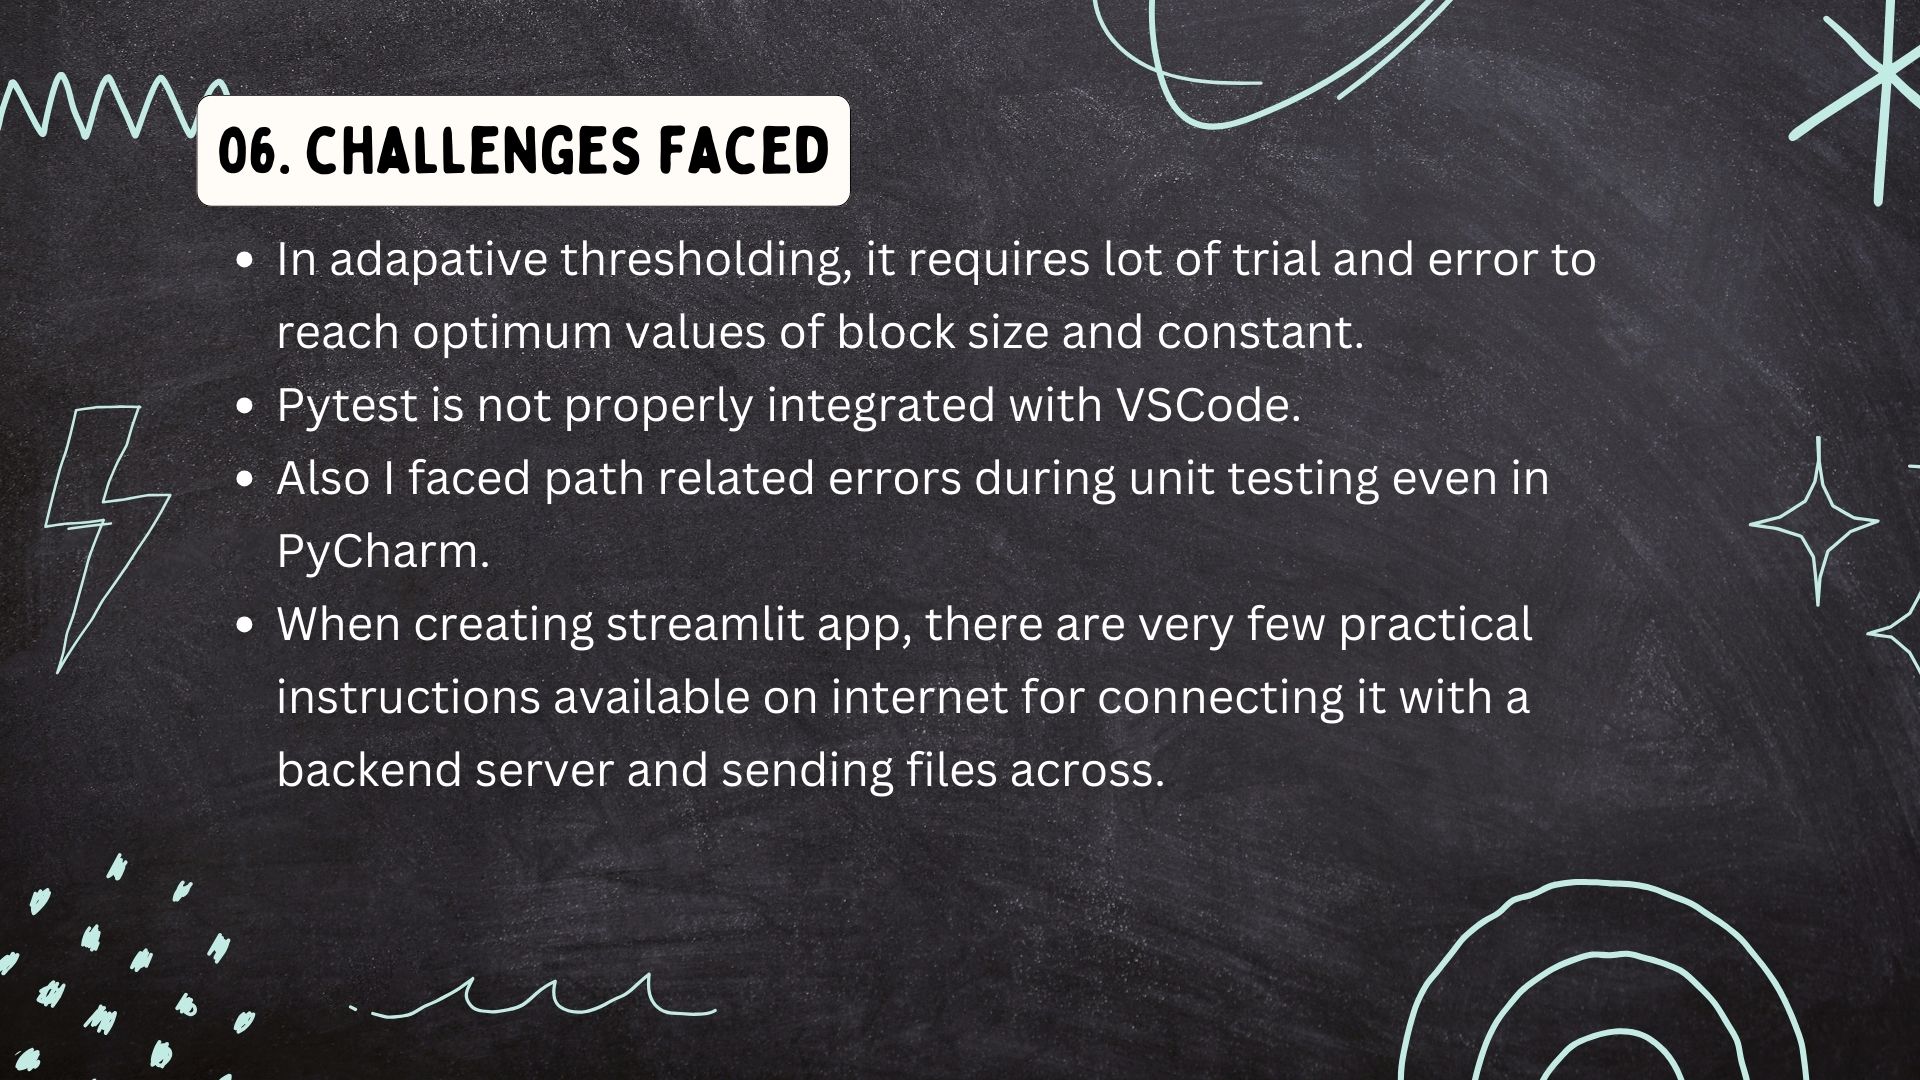 06. CHALLENGES FACED
• In adapative thresholding, it requires lot of trial and error to
reach optimum values of block size and constant.
• Pytest is not properly integrated with VSCode.
• Also I faced path related errors during unit testing even in
PyCharm.
• When creating streamlit app, there are very few practical
instructions available on internet for connecting it with a
backend server and sending files across.